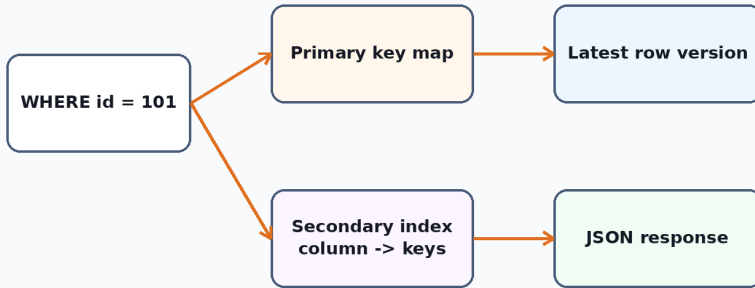 WHERE id = 101
Primary key map
Latest row version
Secondary index
column -> keys
JSON response